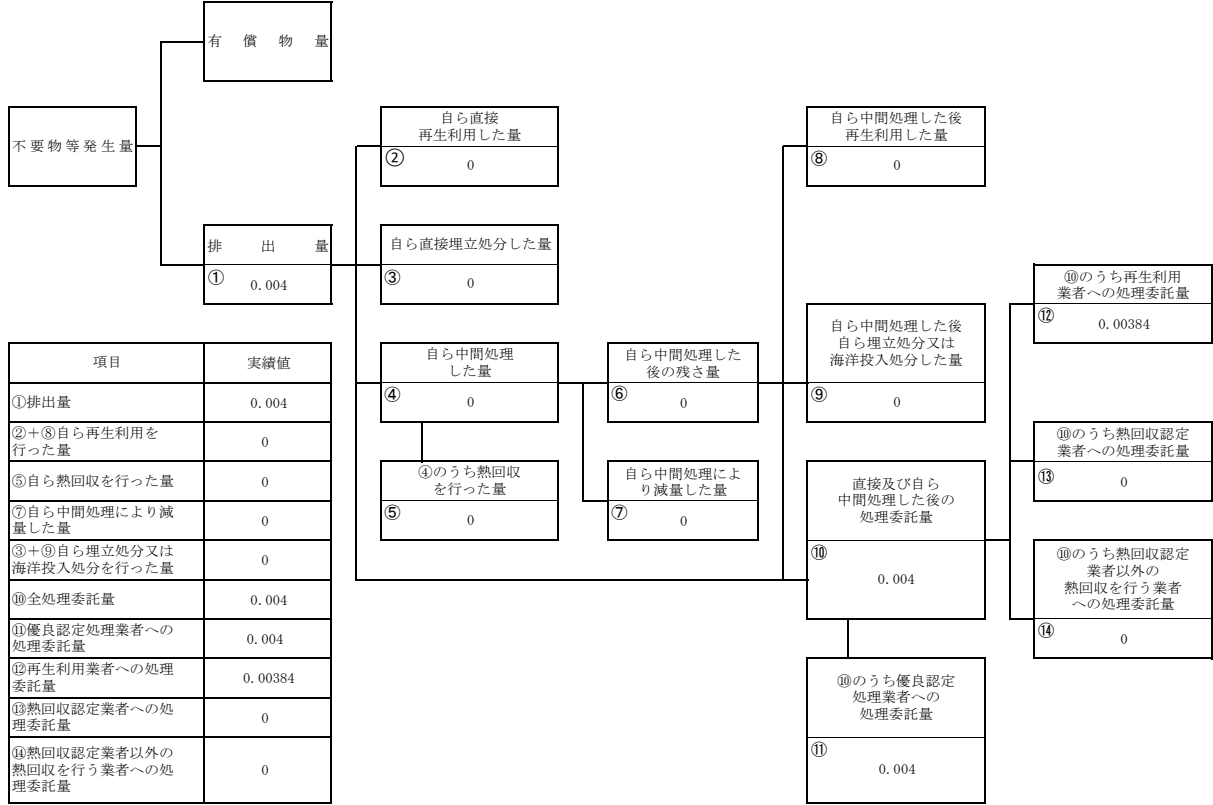 有償物量
不要物等発生量
排出量
①
0.004
自ら直接
再生利用した量
②
0
自ら直接埋立処分した量
③
0
自ら中間処理
した量
④
0
④のうち熱回収
を行った量
⑤
0
自ら中間処理した
後の残さ量
⑥
0
自ら中間処理によ
り減量した量
⑦
0
自ら中間処理した後
再生利用した量
⑧
0
自ら中間処理した後
自ら埋立処分又は
海洋投入処分した量
⑨
0
直接及び自ら
中間処理した後の
処理委託量
⑩
0.004
⑩のうち優良認定
処理業者への
処理委託量
⑪
0.004
⑩のうち再生利用
業者への処理委託量
⑫
0.00384
⑩のうち熱回収認定
業者への処理委託量
⑬
0
⑩のうち熱回収認定
業者以外の
熱回収を行う業者
への処理委託量
⑭
0
項目 実績値
①排出量 0.004
②＋⑧自ら再生利用を
行った量 0
⑤自ら熱回収を行った量 0
⑦自ら中間処理により減
量した量 0
③＋⑨自ら埋立処分又は
海洋投入処分を行った量 0
⑩全処理委託量 0.004
⑪優良認定処理業者への
処理委託量 0.004
⑫再生利用業者への処理
委託量 0.00384
⑬熱回収認定業者への処
理委託量 0
⑭熱回収認定業者以外の
熱回収を行う業者への処
理委託量 0